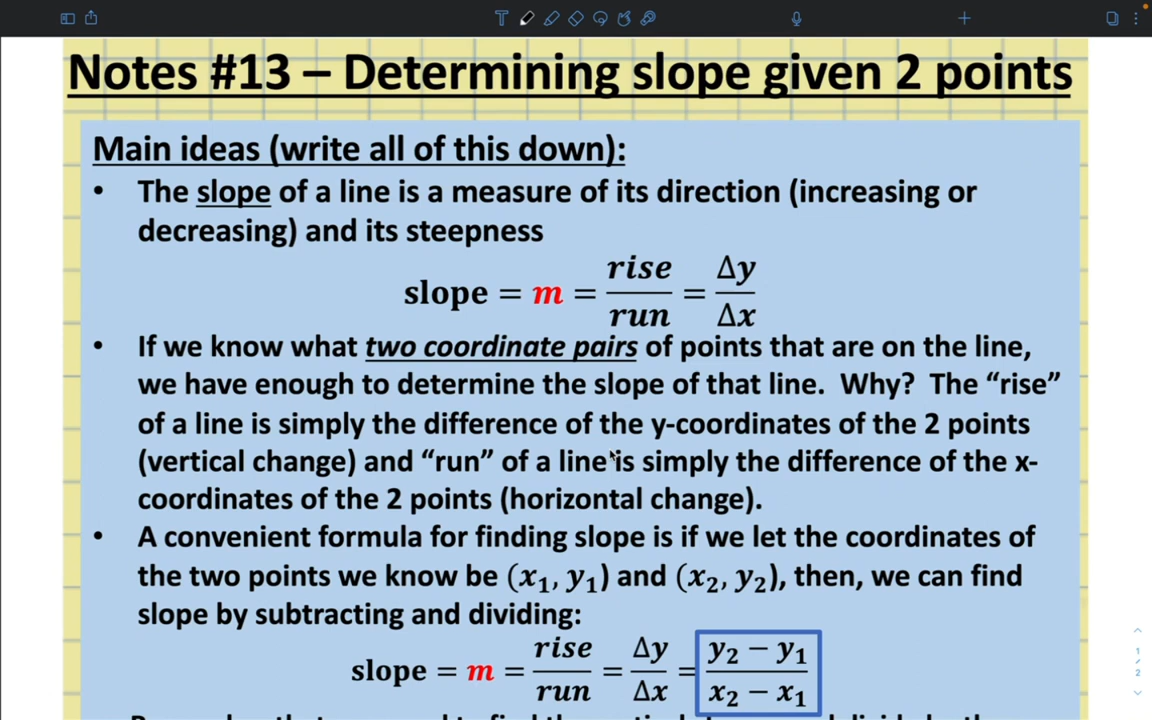 Notes #13 – Determining slope given 2 points
Main ideas (write all of this down):
• The slope of a line is a measure of its direction (increasing or
decreasing) and its steepness
slope = m = rise/run = Δy/Δx
• If we know what two coordinate pairs of points that are on the line,
we have enough to determine the slope of that line. Why? The “rise”
of a line is simply the difference of the y-coordinates of the 2 points
(vertical change) and “run” of a line is simply the difference of the x-
coordinates of the 2 points (horizontal change).
• A convenient formula for finding slope is if we let the coordinates of
the two points we know be (x₁, y₁) and (x₂, y₂), then, we can find
slope by subtracting and dividing:
slope = m = rise/run = Δy/Δx = y₂ − y₁/x₂ − x₁
1
/
2